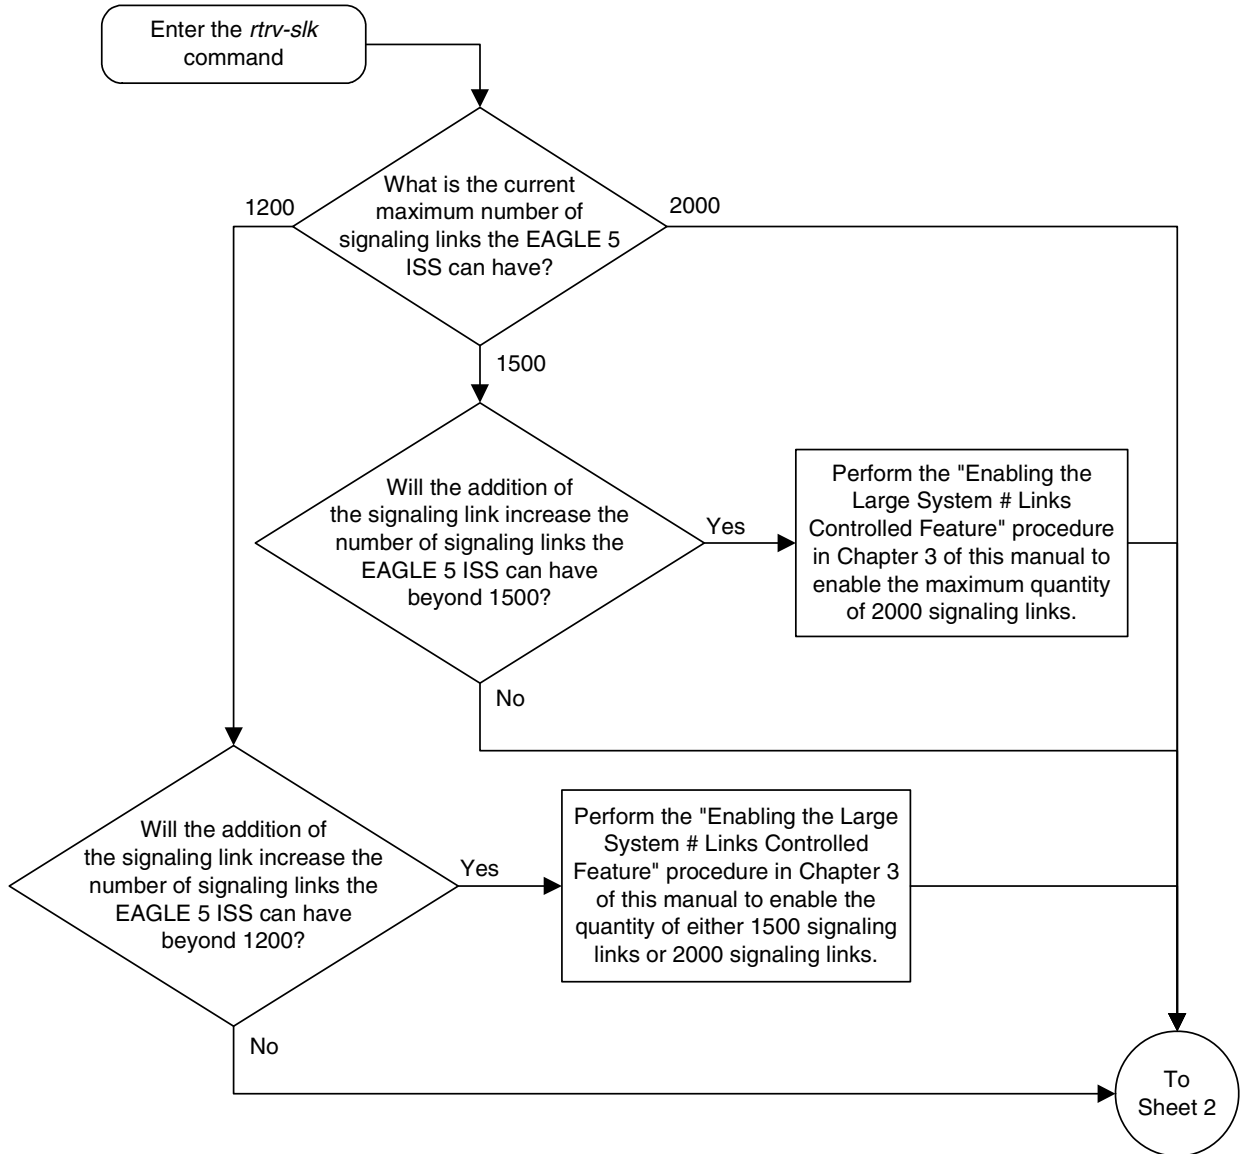 Enter the rtrv-slk
command
What is the current
maximum number of
signaling links the EAGLE 5
ISS can have?
1200
2000
1500
Will the addition of
the signaling link increase the
number of signaling links the
EAGLE 5 ISS can have
beyond 1500?
Yes
Perform the "Enabling the
Large System # Links
Controlled Feature" procedure
in Chapter 3 of this manual to
enable the maximum quantity
of 2000 signaling links.
No
Will the addition of
the signaling link increase the
number of signaling links the
EAGLE 5 ISS can have
beyond 1200?
Yes
Perform the "Enabling the Large
System # Links Controlled
Feature" procedure in Chapter 3
of this manual to enable the
quantity of either 1500 signaling
links or 2000 signaling links.
No
To
Sheet 2